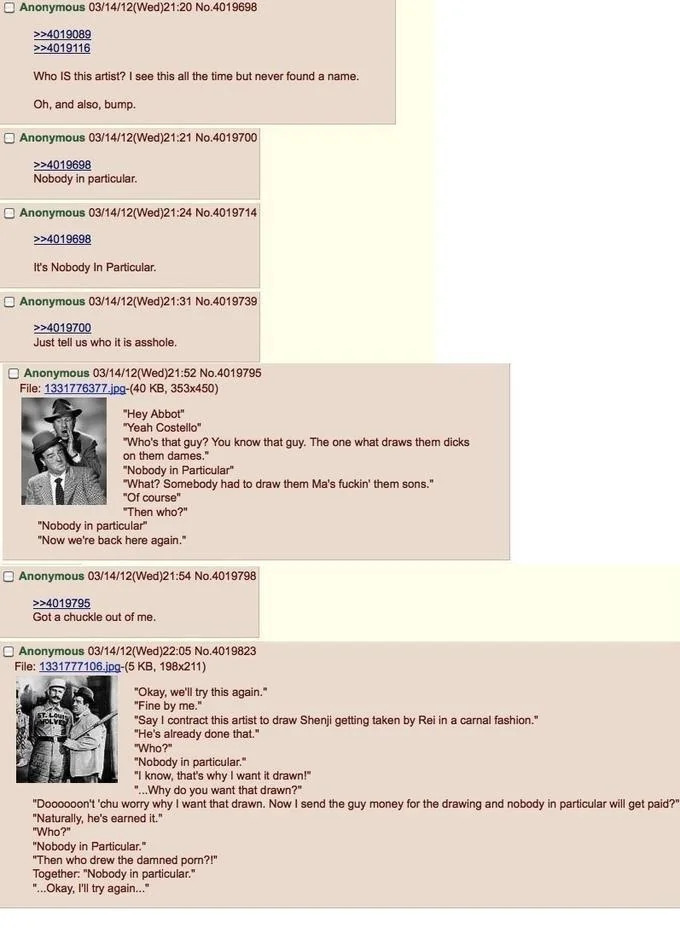 Anonymous 03/14/12(Wed)21:20 No.4019698
>>4019089
>>4019116
Who IS this artist? I see this all the time but never found a name.
Oh, and also, bump.
Anonymous 03/14/12(Wed)21:21 No.4019700
>>4019698
Nobody in particular.
Anonymous 03/14/12(Wed)21:24 No.4019714
>>4019698
It's Nobody In Particular.
Anonymous 03/14/12(Wed)21:31 No.4019739
>>4019700
Just tell us who it is asshole.
Anonymous 03/14/12(Wed)21:52 No.4019795
File: 1331776377.jpg-(40 KB, 353x450)
"Hey Abbot"
"Yeah Costello"
"Who's that guy? You know that guy. The one what draws them dicks
on them dames."
"Nobody in Particular"
"What? Somebody had to draw them Ma's fuckin' them sons."
"Of course"
"Then who?"
"Nobody in particular"
"Now we're back here again."
Anonymous 03/14/12(Wed)21:54 No.4019798
>>4019795
Got a chuckle out of me.
Anonymous 03/14/12(Wed)22:05 No.4019823
File: 1331777106.jpg-(5 KB, 198x211)
ST. LOUIS
WOLVES
"Okay, we'll try this again."
"Fine by me."
"Say I contract this artist to draw Shenji getting taken by Rei in a carnal fashion."
"He's already done that."
"Who?"
"Nobody in particular."
"I know, that's why I want it drawn!"
"...Why do you want that drawn?"
"Dooooooon't 'chu worry why I want that drawn. Now I send the guy money for the drawing and nobody in particular will get paid?"
"Naturally, he's earned it."
"Who?"
"Nobody in Particular."
"Then who drew the damned porn?!"
Together: "Nobody in particular."
"...Okay, I'll try again..."